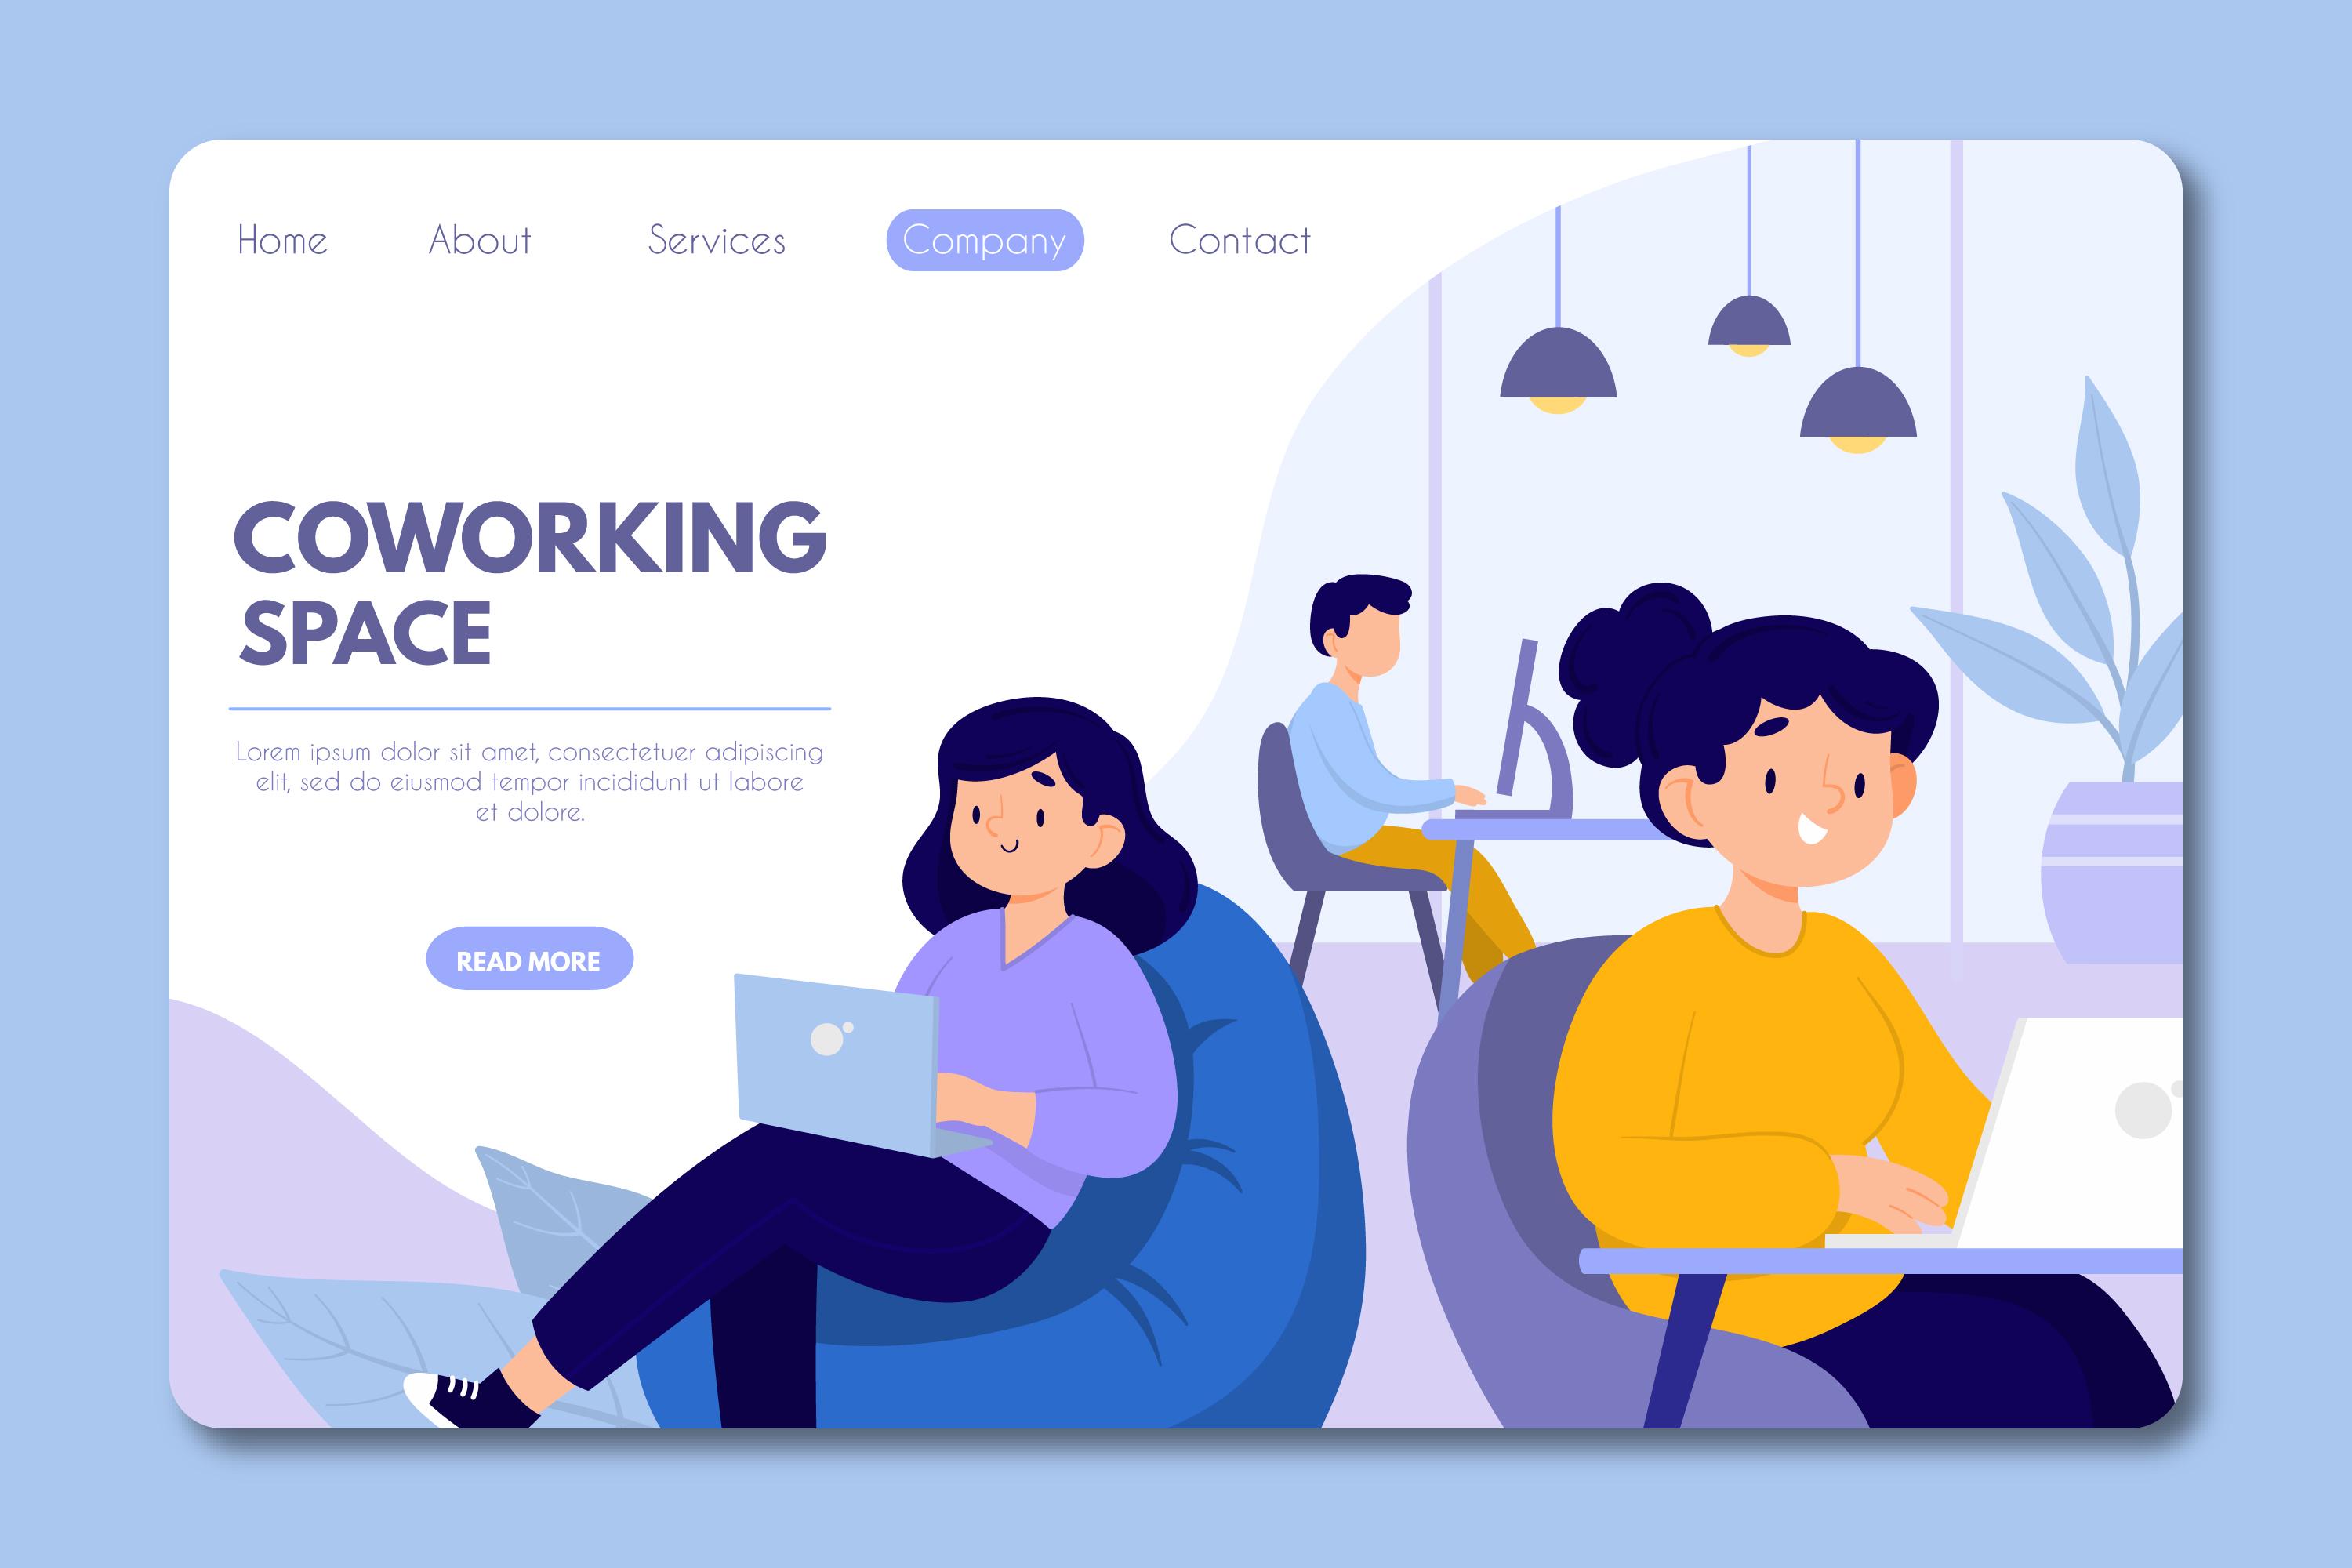 Home About Services Company Contact
COWORKING
SPACE
Lorem ipsum dolor sit amet, consectetuer adipiscing
elit, sed do eiusmod tempor incididunt ut labore
et dolore.
READ MORE